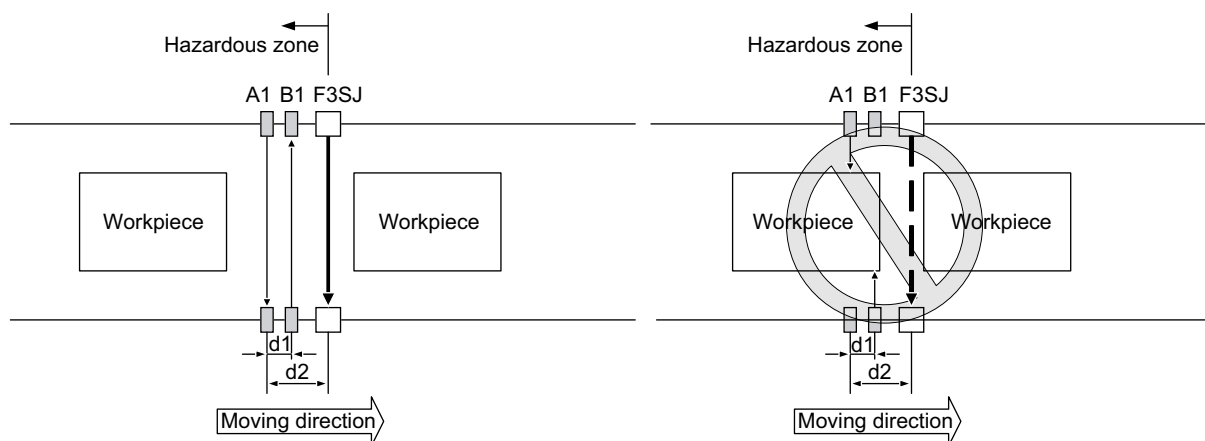 Hazardous zone
A1 B1 F3SJ
Workpiece
Workpiece
d1
d2
Moving direction
Hazardous zone
A1 B1 F3SJ
Workpiece
Workpiece
d1
d2
Moving direction